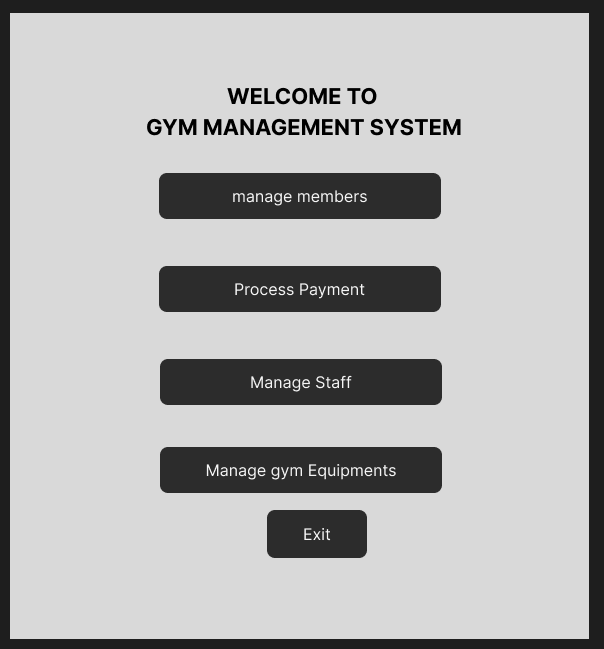 WELCOME TO
GYM MANAGEMENT SYSTEM
manage members
Process Payment
Manage Staff
Manage gym Equipments
Exit